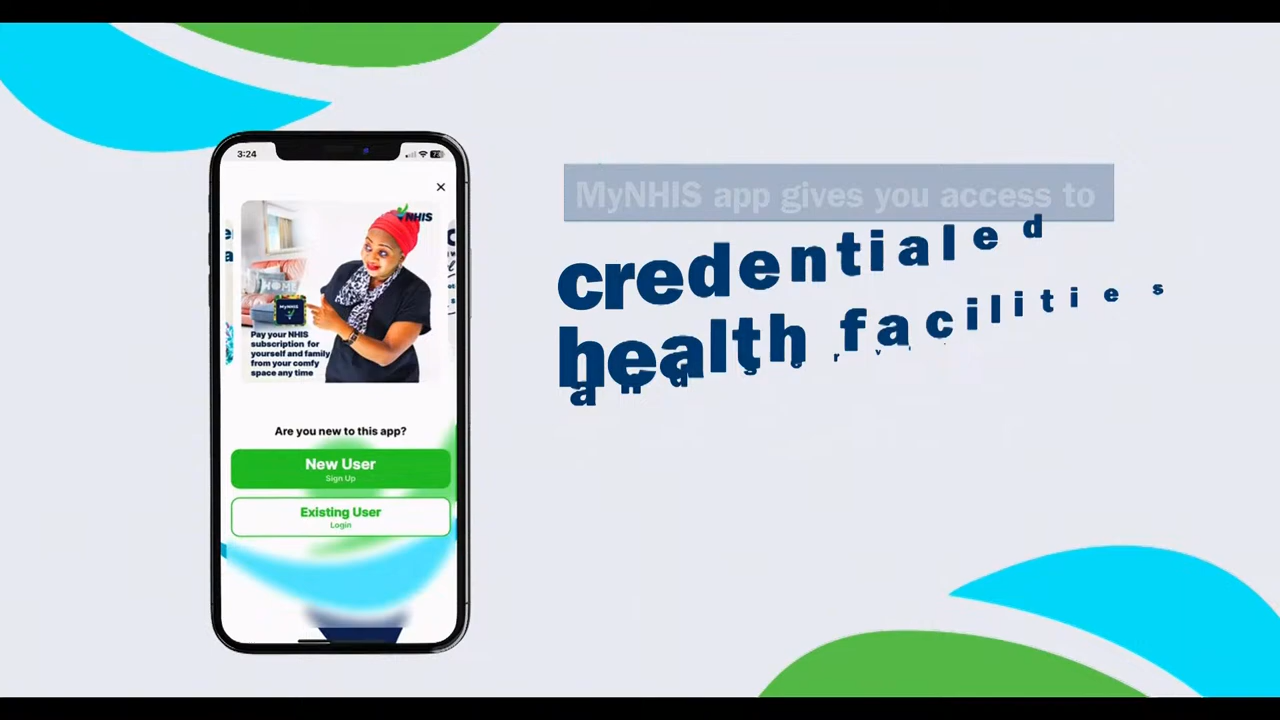 3:24
NHIS
HOME
MyNHIS
Pay your NHIS
subscription for
yourself and family
from your comfy
space any time
Are you new to this app?
New User
Sign Up
Existing User
Login
MyNHIS app gives you access to
credentialed
health facilities